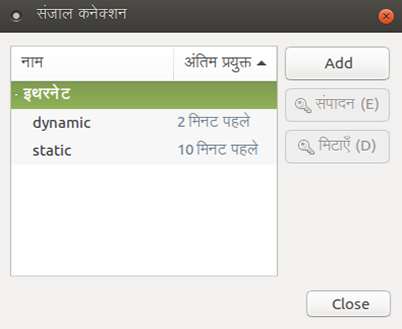 संजाल कनेक्शन
नाम अंतिम प्रयुक्त
Add
इथरनेट
संपादन (E)
dynamic 2 मिनट पहले
मिटाएँ (D)
static 10 मिनट पहले
Close